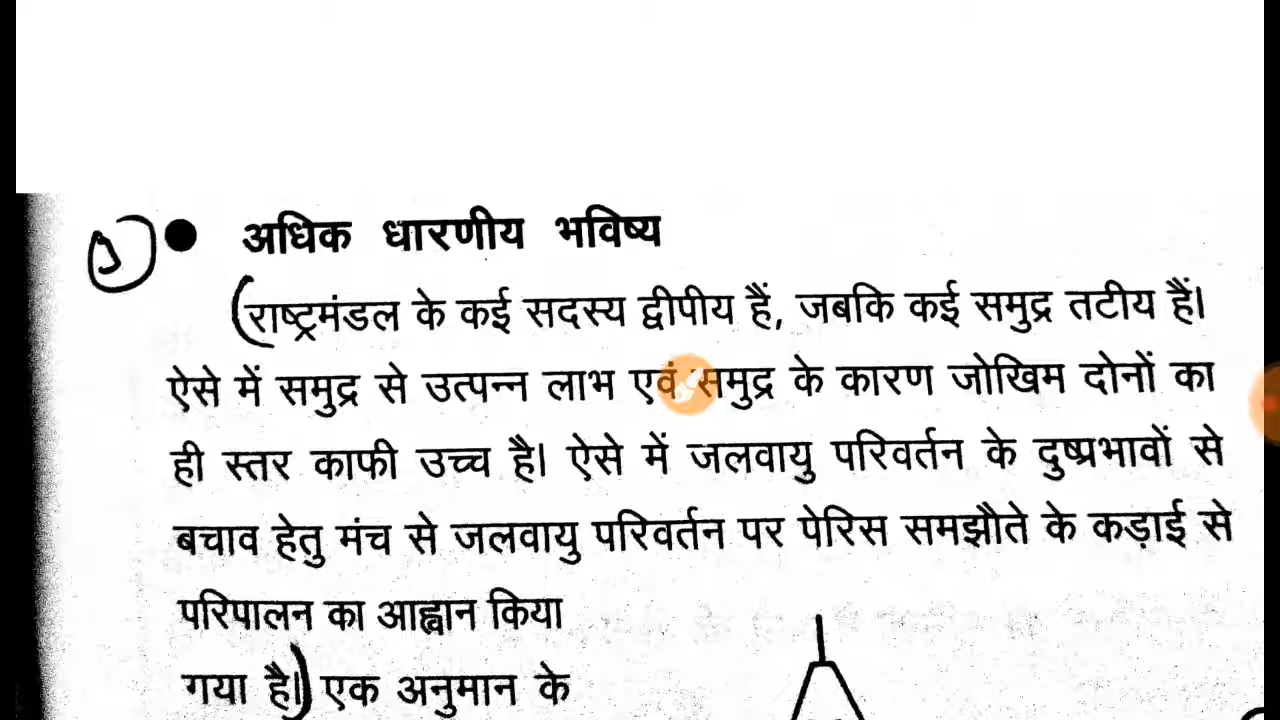 ● अधिक धारणीय भविष्य
(राष्ट्रमंडल के कई सदस्य द्वीपीय हैं, जबकि कई समुद्र तटीय हैं।
ऐसे में समुद्र से उत्पन्न लाभ एवं समुद्र के कारण जोखिम दोनों का
ही स्तर काफी उच्च है। ऐसे में जलवायु परिवर्तन के दुष्प्रभावों से
बचाव हेतु मंच से जलवायु परिवर्तन पर पेरिस समझौते के कड़ाई से
परिपालन का आह्वान किया
गया है।) एक अनुमान के